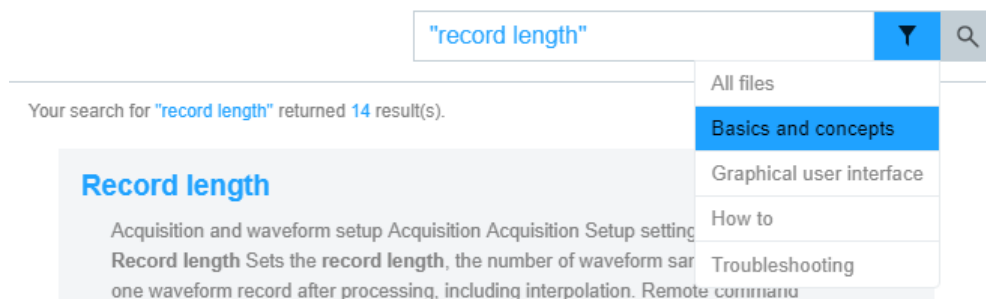 "record length"
All files
Your search for "record length" returned 14 result(s).
Basics and concepts
Record length
Graphical user interface
Acquisition and waveform setup Acquisition Acquisition Setup setting
How to
Record length Sets the record length, the number of waveform sar
Troubleshooting
one waveform record after processing, including interpolation. Remote command